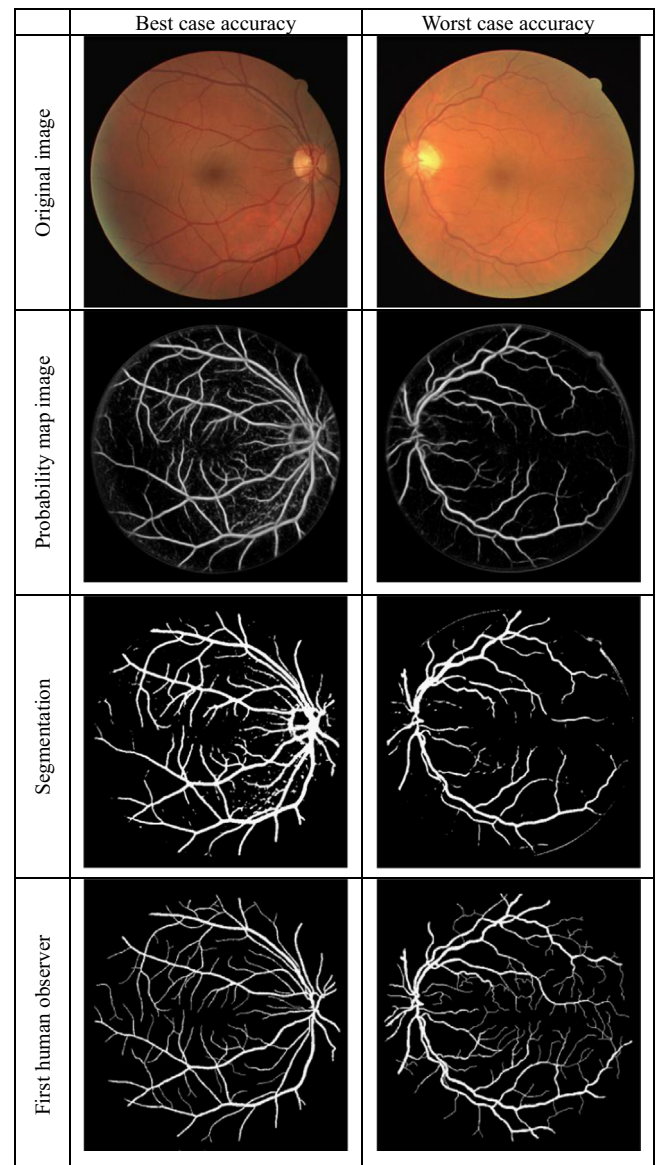 Best case accuracy
Worst case accuracy
Original image
Probability map image
Segmentation
First human observer